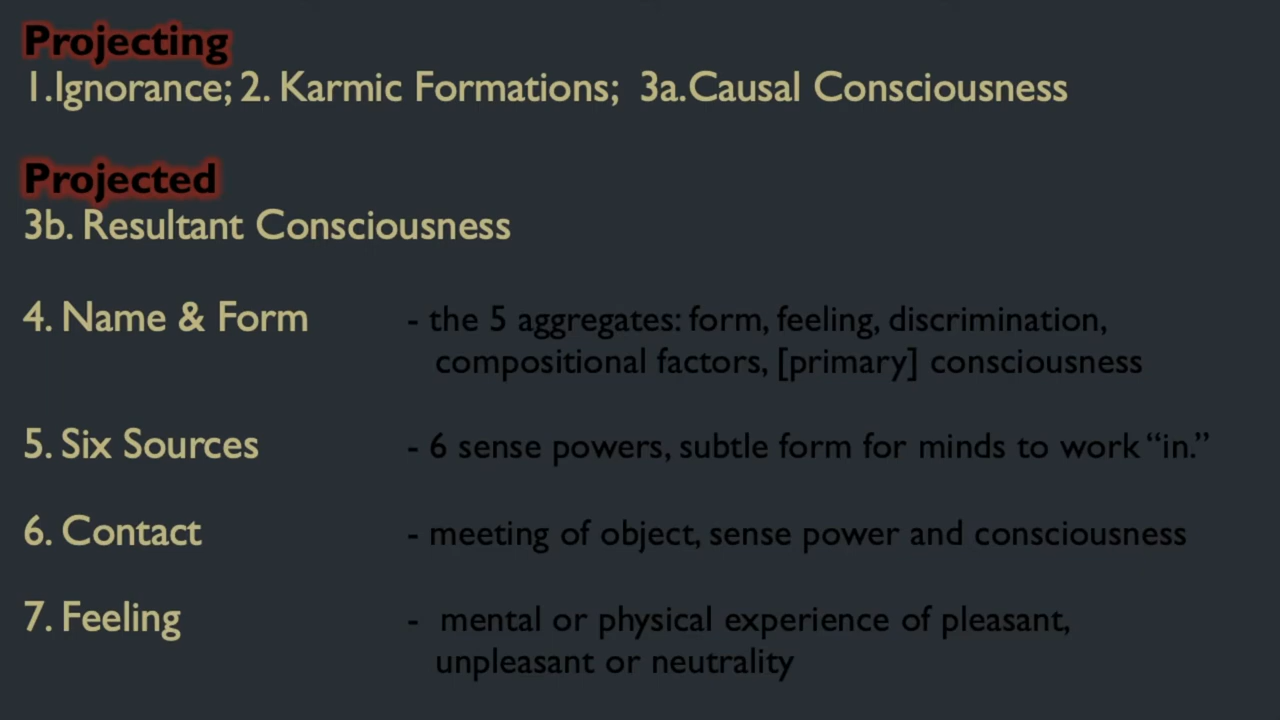 Projecting
1.Ignorance; 2. Karmic Formations; 3a.Causal Consciousness
Projected
3b. Resultant Consciousness
4. Name & Form - the 5 aggregates: form, feeling, discrimination,
compositional factors, [primary] consciousness
5. Six Sources - 6 sense powers, subtle form for minds to work “in.”
6. Contact - meeting of object, sense power and consciousness
7. Feeling - mental or physical experience of pleasant,
unpleasant or neutrality